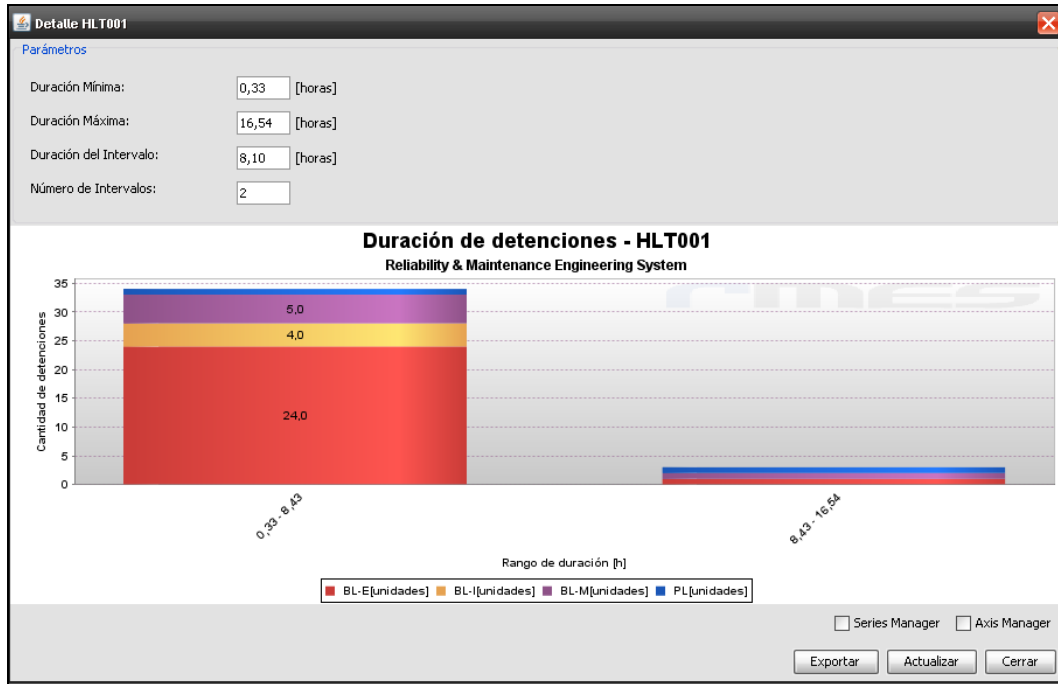 Detalle HLT001
Parámetros
Duración Mínima: 0,33 [horas]
Duración Máxima: 16,54 [horas]
Duración del Intervalo: 8,10 [horas]
Número de Intervalos: 2
Duración de detenciones - HLT001
Reliability & Maintenance Engineering System
rmes
Cantidad de detenciones
35
30
25
20
15
10
5
0
5,0
4,0
24,0
0,33 - 8,43
8,43 - 16,54
Rango de duración [h]
BL-E[unidades] BL-I[unidades] BL-M[unidades] PL[unidades]
Series Manager Axis Manager
Exportar Actualizar Cerrar